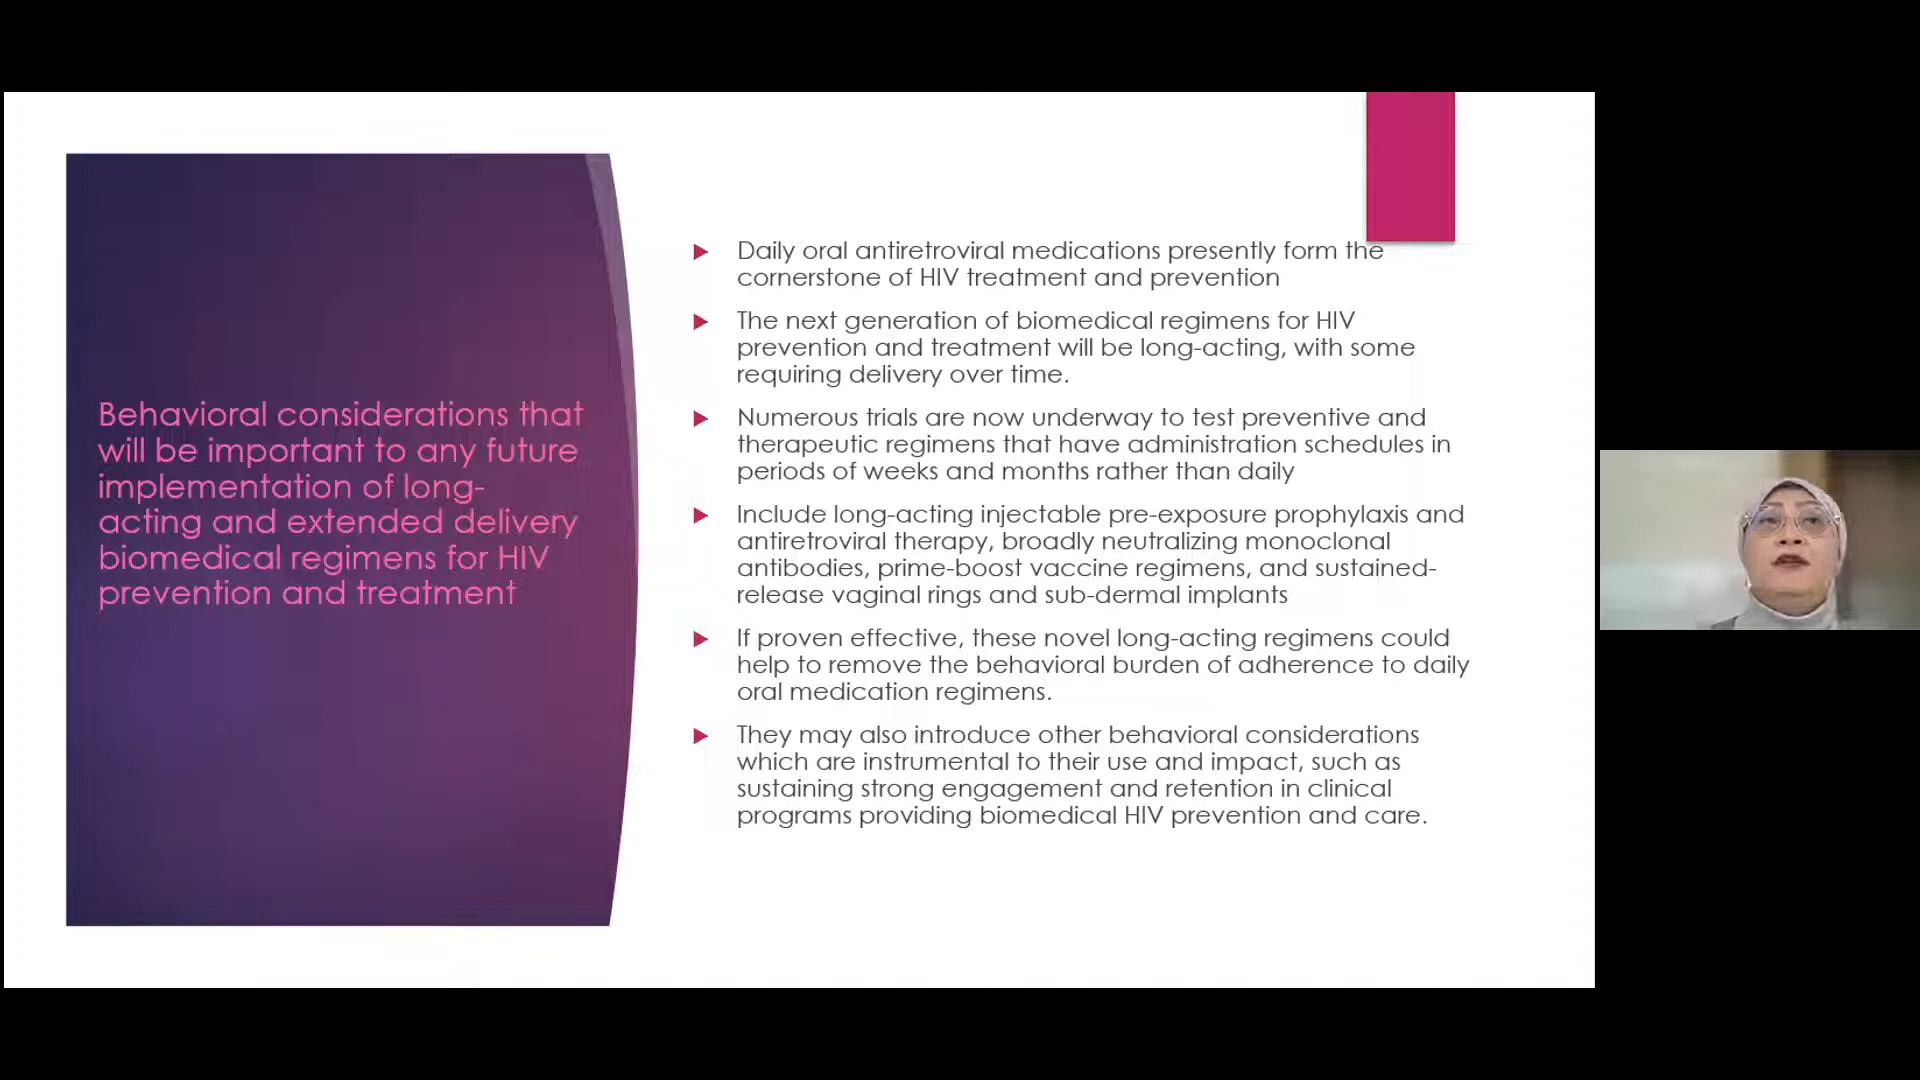 Behavioral considerations that
will be important to any future
implementation of long-
acting and extended delivery
biomedical regimens for HIV
prevention and treatment
Daily oral antiretroviral medications presently form the
cornerstone of HIV treatment and prevention
The next generation of biomedical regimens for HIV
prevention and treatment will be long-acting, with some
requiring delivery over time.
Numerous trials are now underway to test preventive and
therapeutic regimens that have administration schedules in
periods of weeks and months rather than daily
Include long-acting injectable pre-exposure prophylaxis and
antiretroviral therapy, broadly neutralizing monoclonal
antibodies, prime-boost vaccine regimens, and sustained-
release vaginal rings and sub-dermal implants
If proven effective, these novel long-acting regimens could
help to remove the behavioral burden of adherence to daily
oral medication regimens.
They may also introduce other behavioral considerations
which are instrumental to their use and impact, such as
sustaining strong engagement and retention in clinical
programs providing biomedical HIV prevention and care.